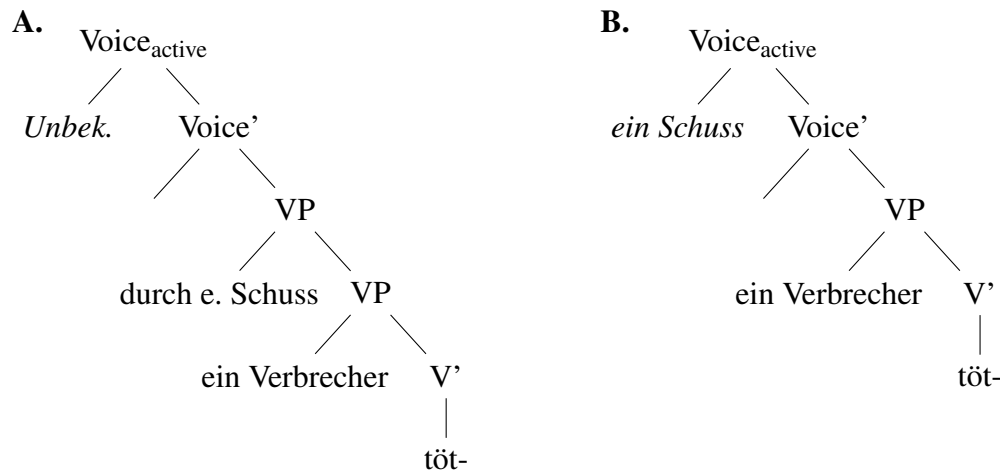 A.
Voice_active
Unbek. Voice’
VP
durch e. Schuss VP
ein Verbrecher V’
töt-
B.
Voice_active
ein Schuss Voice’
VP
ein Verbrecher V’
töt-